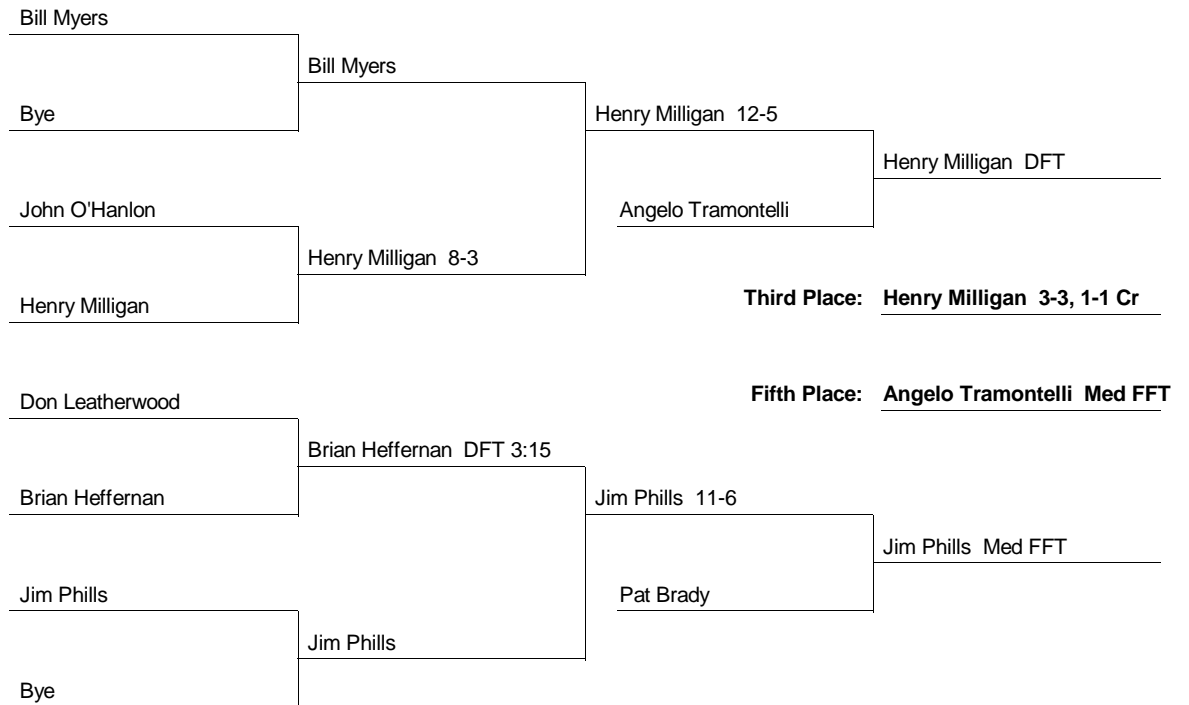 Bill Myers
Bill Myers
Bye
Henry Milligan 12-5
Henry Milligan DFT
John O'Hanlon
Angelo Tramontelli
Henry Milligan 8-3
Henry Milligan
Third Place: Henry Milligan 3-3, 1-1 Cr
Don Leatherwood
Fifth Place: Angelo Tramontelli Med FFT
Brian Heffernan DFT 3:15
Brian Heffernan
Jim Phills 11-6
Jim Phills Med FFT
Jim Phills
Pat Brady
Jim Phills
Bye